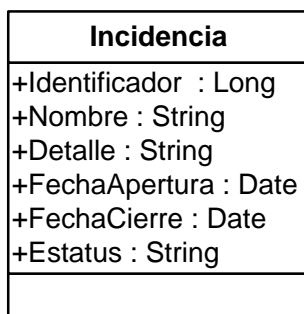 Incidencia
+Identificador : Long
+Nombre : String
+Detalle : String
+FechaApertura : Date
+FechaCierre : Date
+Estatus : String